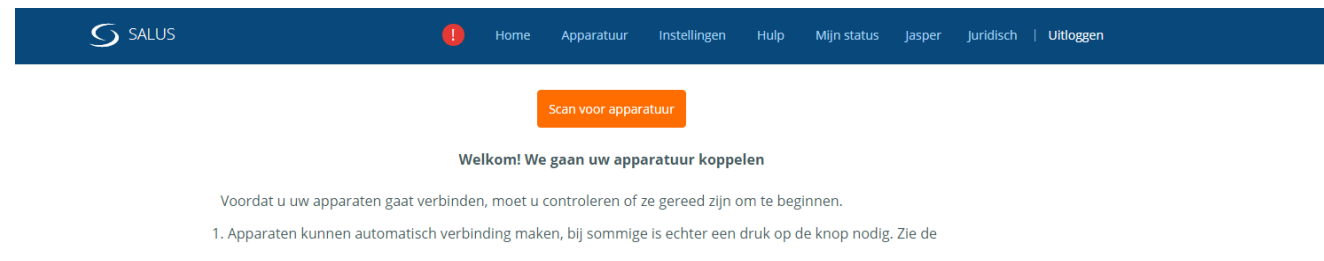 SALUS ! Home Apparatuur Instellingen Hulp Mijn status Jasper Juridisch | Uitloggen
Scan voor apparatuur
Welkom! We gaan uw apparatuur koppelen
Voordat u uw apparaten gaat verbinden, moet u controleren of ze gereed zijn om te beginnen.
1. Apparaten kunnen automatisch verbinding maken, bij sommige is echter een druk op de knop nodig. Zie de